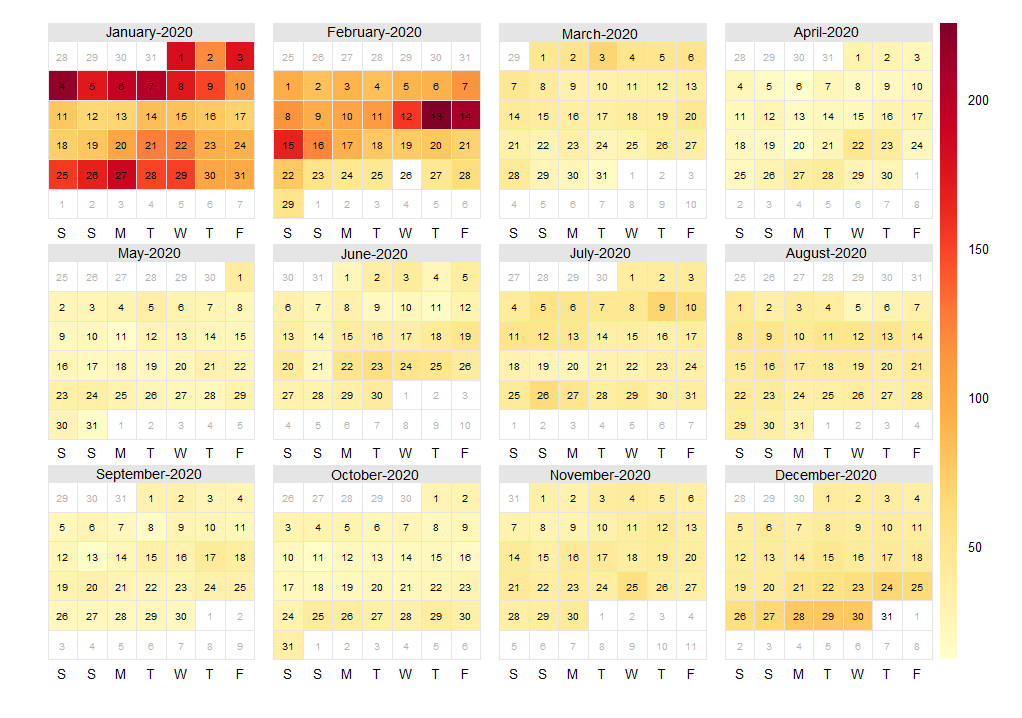 January-2020 February-2020 March-2020 April-2020
28 29 30 31 1 2 3 25 26 27 28 29 30 31 29 1 2 3 4 5 6 28 29 30 31 1 2 3
4 5 6 7 8 9 10 1 2 3 4 5 6 7 7 8 9 10 11 12 13 4 5 6 7 8 9 10
200
11 12 13 14 15 16 17 8 9 10 11 12 13 14 14 15 16 17 18 19 20 11 12 13 14 15 16 17
18 19 20 21 22 23 24 15 16 17 18 19 20 21 21 22 23 24 25 26 27 18 19 20 21 22 23 24
25 26 27 28 29 30 31 22 23 24 25 26 27 28 28 29 30 31 1 2 3 25 26 27 28 29 30 1
1 2 3 4 5 6 7 29 1 2 3 4 5 6 4 5 6 7 8 9 10 2 3 4 5 6 7 8
S S M T W T F S S M T W T F S S M T W T F S S M T W T F
150
May-2020 June-2020 July-2020 August-2020
25 26 27 28 29 30 1 30 31 1 2 3 4 5 27 28 29 30 1 2 3 25 26 27 28 29 30 31
2 3 4 5 6 7 8 6 7 8 9 10 11 12 4 5 6 7 8 9 10 1 2 3 4 5 6 7
9 10 11 12 13 14 15 13 14 15 16 17 18 19 11 12 13 14 15 16 17 8 9 10 11 12 13 14
16 17 18 19 20 21 22 20 21 22 23 24 25 26 18 19 20 21 22 23 24 15 16 17 18 19 20 21
23 24 25 26 27 28 29 27 28 29 30 1 2 3 25 26 27 28 29 30 31 22 23 24 25 26 27 28
100
30 31 1 2 3 4 5 4 5 6 7 8 9 10 1 2 3 4 5 6 7 29 30 31 1 2 3 4
S S M T W T F S S M T W T F S S M T W T F S S M T W T F
September-2020 October-2020 November-2020 December-2020
29 30 31 1 2 3 4 26 27 28 29 30 1 2 31 1 2 3 4 5 6 28 29 30 1 2 3 4
5 6 7 8 9 10 11 3 4 5 6 7 8 9 7 8 9 10 11 12 13 5 6 7 8 9 10 11
50
12 13 14 15 16 17 18 10 11 12 13 14 15 16 14 15 16 17 18 19 20 12 13 14 15 16 17 18
19 20 21 22 23 24 25 17 18 19 20 21 22 23 21 22 23 24 25 26 27 19 20 21 22 23 24 25
26 27 28 29 30 1 2 24 25 26 27 28 29 30 28 29 30 1 2 3 4 26 27 28 29 30 31 1
3 4 5 6 7 8 9 31 1 2 3 4 5 6 5 6 7 8 9 10 11 2 3 4 5 6 7 8
S S M T W T F S S M T W T F S S M T W T F S S M T W T F